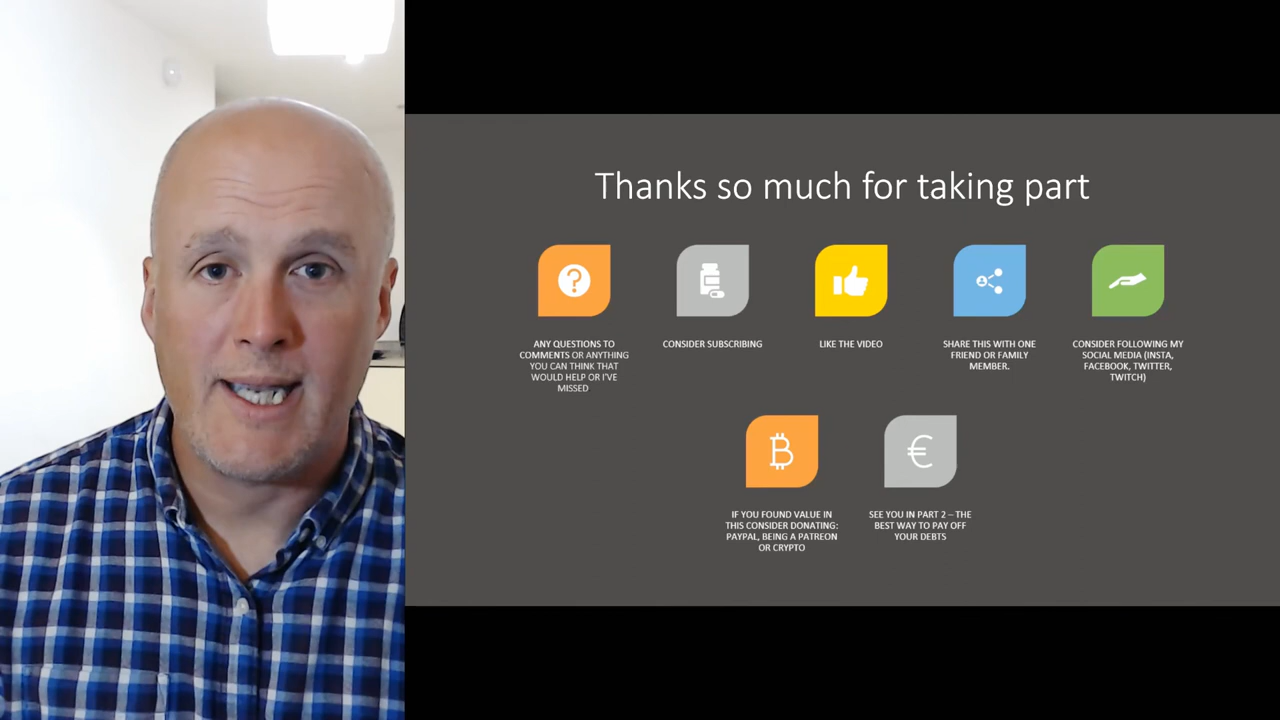 Thanks so much for taking part
ANY QUESTIONS TO
COMMENTS OR ANYTHING
YOU CAN THINK THAT
WOULD HELP OR I'VE
MISSED
CONSIDER SUBSCRIBING
LIKE THE VIDEO
SHARE THIS WITH ONE
FRIEND OR FAMILY
MEMBER.
CONSIDER FOLLOWING MY
SOCIAL MEDIA (INSTA,
FACEBOOK, TWITTER,
TWITCH)
IF YOU FOUND VALUE IN
THIS CONSIDER DONATING:
PAYPAL, BEING A PATREON
OR CRYPTO
SEE YOU IN PART 2 – THE
BEST WAY TO PAY OFF
YOUR DEBTS